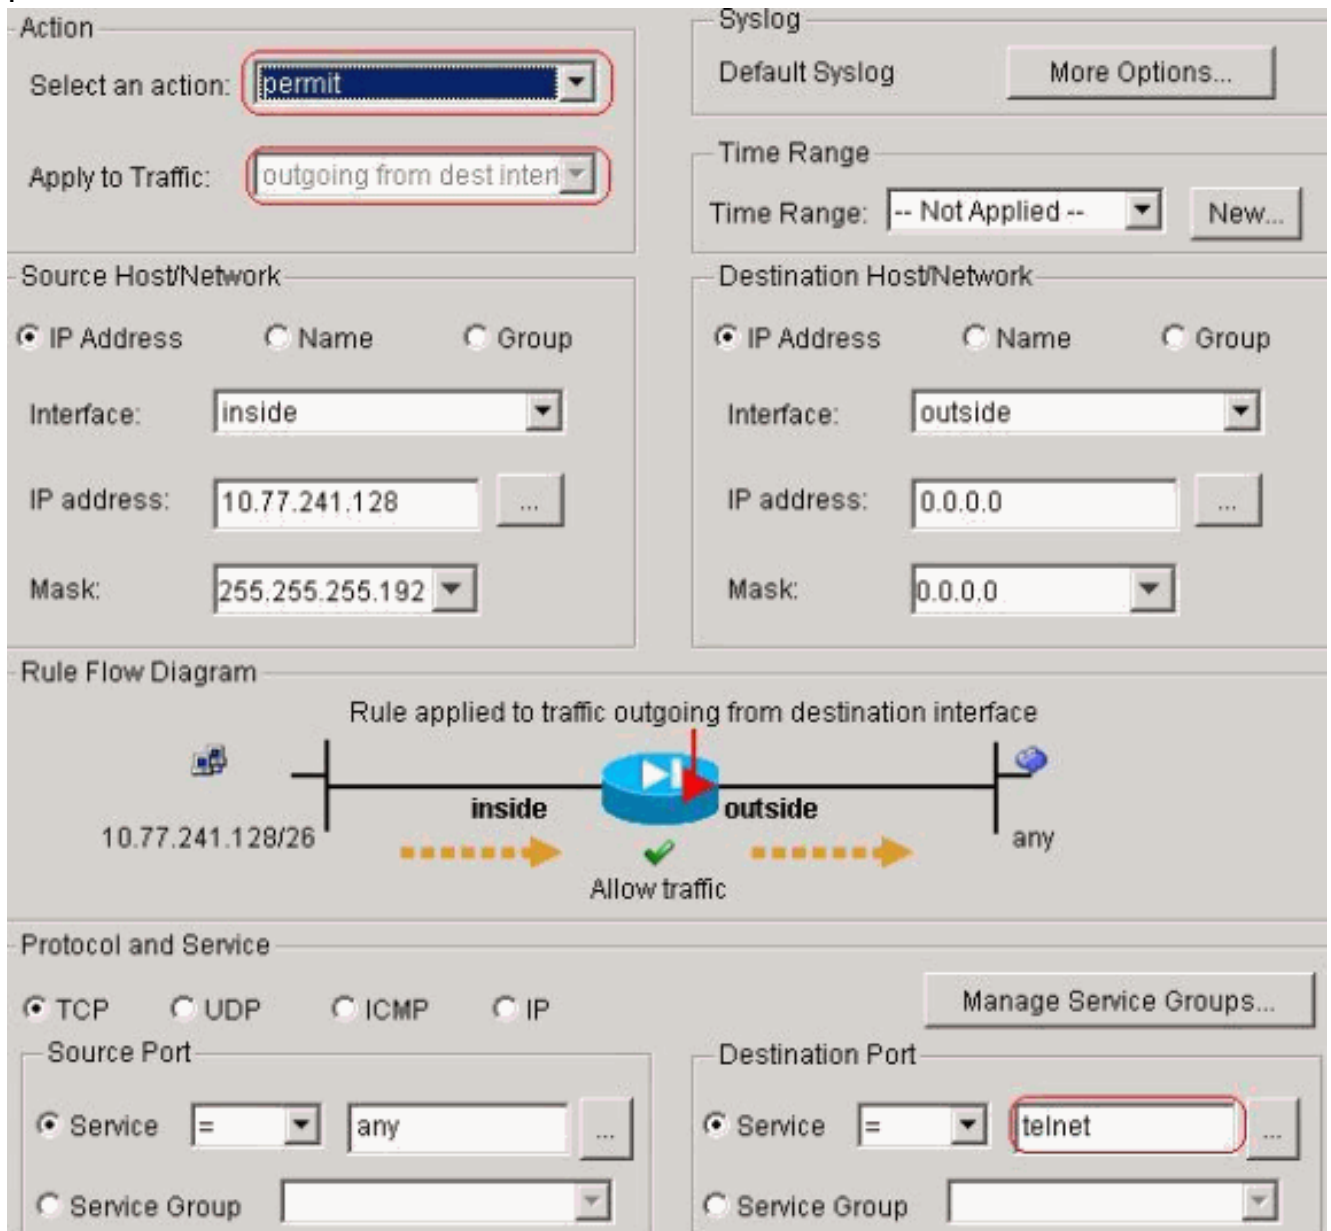 Action
Select an action: permit
Apply to Traffic: outgoing from dest interf
Syslog
Default Syslog More Options...
Time Range
Time Range: -- Not Applied -- New...
Source Host/Network
IP Address Name Group
Interface: inside
IP address: 10.77.241.128 ...
Mask: 255.255.255.192
Destination Host/Network
IP Address Name Group
Interface: outside
IP address: 0.0.0.0 ...
Mask: 0.0.0.0
Rule Flow Diagram
Rule applied to traffic outgoing from destination interface
inside outside
10.77.241.128/26 any
Allow traffic
Protocol and Service
TCP UDP ICMP IP Manage Service Groups...
Source Port
Service = any ...
Service Group
Destination Port
Service = telnet ...
Service Group